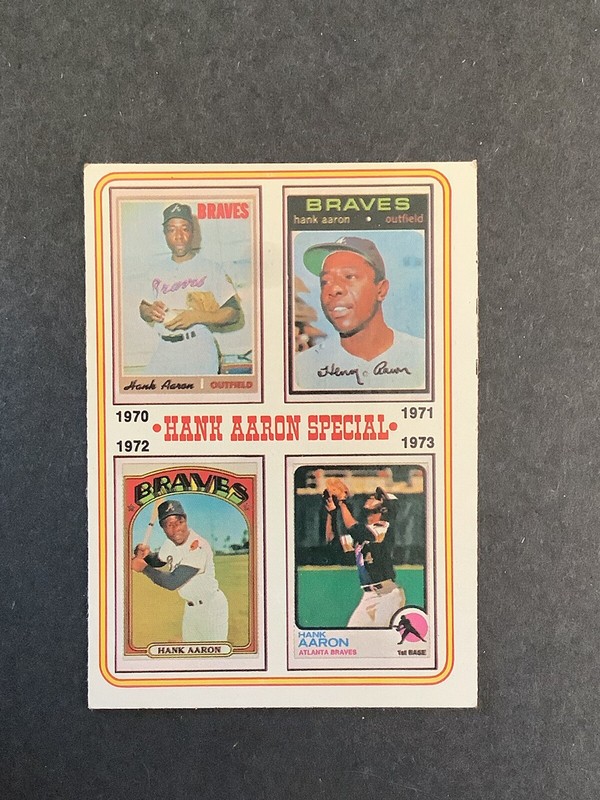 BRAVES
Braves
Hank Aaron | OUTFIELD
BRAVES
hank aaron • outfield
Henry Aaron
1970
1971
•HANK AARON SPECIAL•
1972
1973
BRAVES
HANK AARON
HANK
AARON
ATLANTA BRAVES
1st BASE